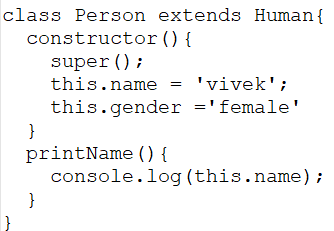 class Person extends Human{
  constructor(){
    super();
    this.name = 'vivek';
    this.gender ='female'
  }
  printName(){
    console.log(this.name);
  }
}